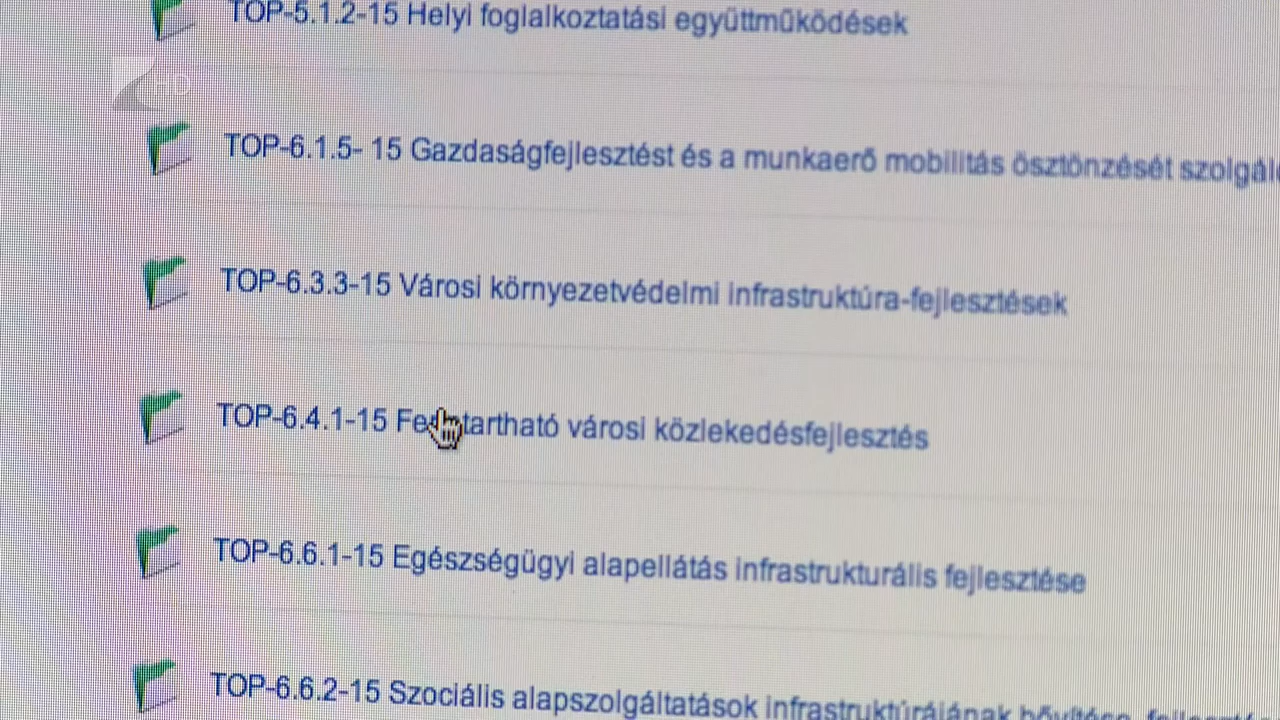 TOP-5.1.2-15 Helyi foglalkoztatási együttműködések
HD
TOP-6.1.5- 15 Gazdaságfejlesztést és a munkaerő mobilitás ösztönzését
TOP-6.3.3-15 Városi környezetvédelmi infrastruktúra-fejlesztések
TOP-6.4.1-15 városi közlekedésfejlesztés
TOP-6.6.1-15 Egészségügyi alapellátás infrastrukturális fejlesztése
TOP-6.6.2-15 Szociális alapszolgáltatások infrastruktúrájának bővítése,